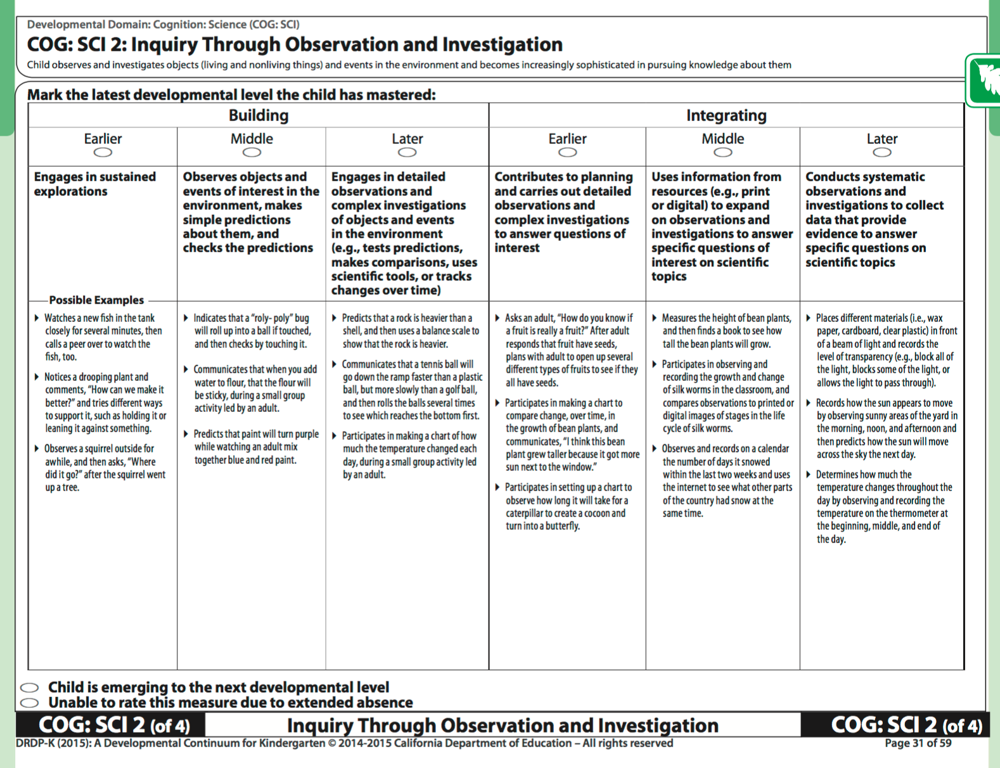 Developmental Domain: Cognition: Science (COG: SCI)
COG: SCI 2: Inquiry Through Observation and Investigation
Child observes and investigates objects (living and nonliving things) and events in the environment and becomes increasingly sophisticated in pursuing knowledge about them
Mark the latest developmental level the child has mastered:
Building
Integrating
Earlier
Middle
Later
Earlier
Middle
Later
Engages in sustained
explorations
Observes objects and
events of interest in the
environment, makes
simple predictions
about them, and
checks the predictions
Engages in detailed
observations and
complex investigations
of objects and events
in the environment
(e.g., tests predictions,
makes comparisons, uses
scientific tools, or tracks
changes over time)
Contributes to planning
and carries out detailed
observations and
complex investigations
to answer questions of
interest
Uses information from
resources (e.g., print
or digital) to expand
on observations and
investigations to answer
specific questions of
interest on scientific
topics
Conducts systematic
observations and
investigations to collect
data that provide
evidence to answer
specific questions on
scientific topics
Possible Examples
Watches a new fish in the tank
closely for several minutes, then
calls a peer over to watch the
fish, too.
Notices a drooping plant and
comments, “How can we make it
better?” and tries different ways
to support it, such as holding it or
leaning it against something.
Observes a squirrel outside for
awhile, and then asks, “Where
did it go?” after the squirrel went
up a tree.
Indicates that a “roly- poly” bug
will roll up into a ball if touched,
and then checks by touching it.
Communicates that when you add
water to flour, that the flour will
be sticky, during a small group
activity led by an adult.
Predicts that paint will turn purple
while watching an adult mix
together blue and red paint.
Predicts that a rock is heavier than a
shell, and then uses a balance scale to
show that the rock is heavier.
Communicates that a tennis ball will
go down the ramp faster than a plastic
ball, but more slowly than a golf ball,
and then rolls the balls several times
to see which reaches the bottom first.
Participates in making a chart of how
much the temperature changed each
day, during a small group activity led
by an adult.
Asks an adult, “How do you know if
a fruit is really a fruit?” After adult
responds that fruit have seeds,
plans with adult to open up several
different types of fruits to see if they
all have seeds.
Participates in making a chart to
compare change, over time, in
the growth of bean plants, and
communicates, “I think this bean
plant grew taller because it got more
sun next to the window.”
Participates in setting up a chart to
observe how long it will take for a
caterpillar to create a cocoon and
turn into a butterfly.
Measures the height of bean plants,
and then finds a book to see how
tall the bean plants will grow.
Participates in observing and
recording the growth and change
of silk worms in the classroom, and
compares observations to printed or
digital images of stages in the life
cycle of silk worms.
Observes and records on a calendar
the number of days it snowed
within the last two weeks and uses
the internet to see what other parts
of the country had snow at the
same time.
Places different materials (i.e., wax
paper, cardboard, clear plastic) in front
of a beam of light and records the
level of transparency (e.g., block all of
the light, blocks some of the light, or
allows the light to pass through).
Records how the sun appears to move
by observing sunny areas of the yard in
the morning, noon, and afternoon and
then predicts how the sun will move
across the sky the next day.
Determines how much the
temperature changes throughout the
day by observing and recording the
temperature on the thermometer at
the beginning, middle, and end of
the day.
Child is emerging to the next developmental level
Unable to rate this measure due to extended absence
COG: SCI 2 (of 4)
Inquiry Through Observation and Investigation
COG: SCI 2 (of 4)
DRDP-K (2015): A Developmental Continuum for Kindergarten © 2014-2015 California Department of Education – All rights reserved
Page 31 of 59